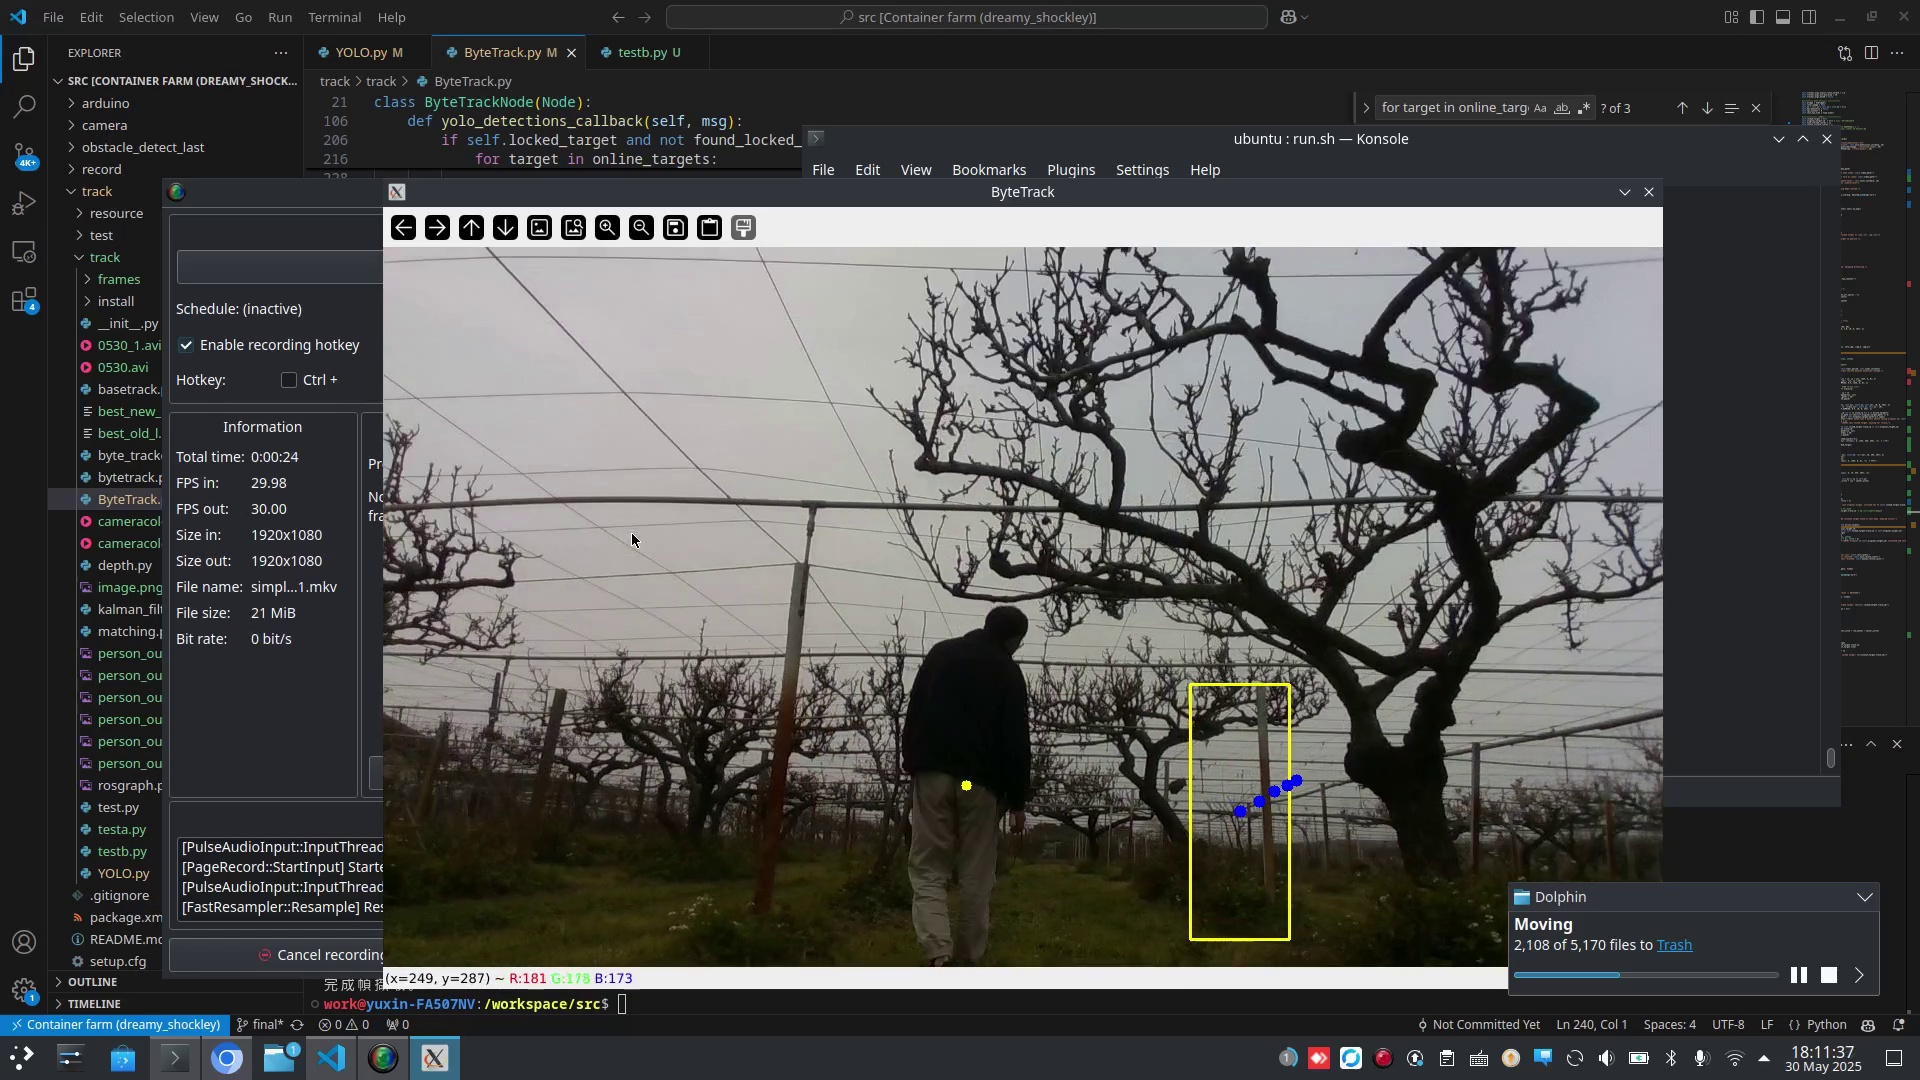 File Edit Selection View Go Run Terminal Help
src [Container farm (dreamy_shockley)]
EXPLORER
SRC [CONTAINER FARM (DREAMY_SHOCK...
arduino
camera
obstacle_detect_last
record
track
resource
test
track
frames
install
__init__.py
0530_1.avi
0530.avi
basetrack.
best_new_
best_old_l.
byte_track
bytetrack.p
ByteTrack.
cameracol
cameracol
depth.py
image.png
kalman_filt
matching.p
person_ou
person_ou
person_ou
person_ou
person_ou
person_ou
rosgraph.p
test.py
testa.py
testb.py
YOLO.py
.gitignore
package.xm
README.md
setup.cfg
OUTLINE
TIMELINE
YOLO.py M
ByteTrack.py M
testb.py U
track > track > ByteTrack.py
21 class ByteTrackNode(Node):
106 def yolo_detections_callback(self, msg):
206 if self.locked_target and not found_locked_
216 for target in online_targets:
for target in online_targ
Aa ab .*
? of 3
ubuntu : run.sh — Konsole
File Edit View Bookmarks Plugins Settings Help
ByteTrack
Schedule: (inactive)
Enable recording hotkey
Hotkey: Ctrl +
Information
Total time: 0:00:24
FPS in: 29.98
FPS out: 30.00
Size in: 1920x1080
Size out: 1920x1080
File name: simpl...1.mkv
File size: 21 MiB
Bit rate: 0 bit/s
Pr
No
fra
[PulseAudioInput::InputThread
[PageRecord::StartInput] Starte
[PulseAudioInput::InputThread
[FastResampler::Resample] Res
Cancel recording
(x=249, y=287) ~ R:181 G:175 B:173
work@yuxin-FA507NV:/workspace/src$
Dolphin
Moving
2,108 of 5,170 files to Trash
4K+
4
1
Container farm (dreamy_shockley)
final*
0 0
0
Not Committed Yet
Ln 240, Col 1
Spaces: 4
UTF-8
LF
{} Python
1
1
18:11:37
30 May 2025